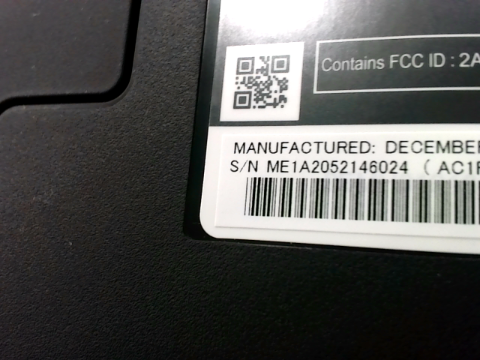 Contains FCC ID : 2A
MANUFACTURED: DECEMBER
S/N ME1A2052146024 ( AC1